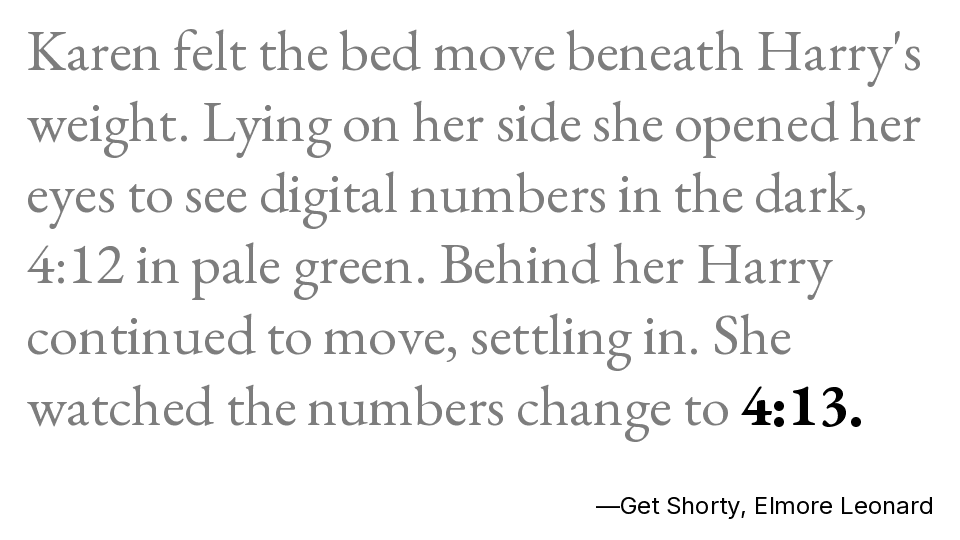 Karen felt the bed move beneath Harry's
weight. Lying on her side she opened her
eyes to see digital numbers in the dark,
4:12 in pale green. Behind her Harry
continued to move, settling in. She
watched the numbers change to 4:13.
—Get Shorty, Elmore Leonard